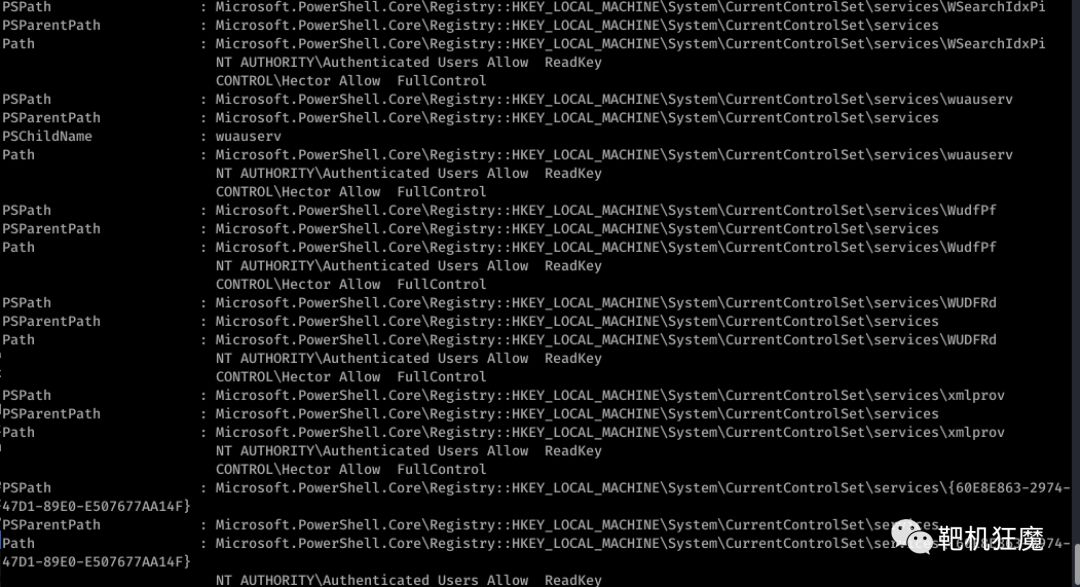 PSPath : Microsoft.PowerShell.Core\Registry::HKEY_LOCAL_MACHINE\System\CurrentControlSet\services\WSearchIdxPi
PSParentPath : Microsoft.PowerShell.Core\Registry::HKEY_LOCAL_MACHINE\System\CurrentControlSet\services
Path : Microsoft.PowerShell.Core\Registry::HKEY_LOCAL_MACHINE\System\CurrentControlSet\services\WSearchIdxPi
NT AUTHORITY\Authenticated Users Allow  ReadKey
CONTROL\Hector Allow  FullControl
PSPath : Microsoft.PowerShell.Core\Registry::HKEY_LOCAL_MACHINE\System\CurrentControlSet\services\wuauserv
PSParentPath : Microsoft.PowerShell.Core\Registry::HKEY_LOCAL_MACHINE\System\CurrentControlSet\services
PSChildName : wuauserv
Path : Microsoft.PowerShell.Core\Registry::HKEY_LOCAL_MACHINE\System\CurrentControlSet\services\wuauserv
NT AUTHORITY\Authenticated Users Allow  ReadKey
CONTROL\Hector Allow  FullControl
PSPath : Microsoft.PowerShell.Core\Registry::HKEY_LOCAL_MACHINE\System\CurrentControlSet\services\WudfPf
PSParentPath : Microsoft.PowerShell.Core\Registry::HKEY_LOCAL_MACHINE\System\CurrentControlSet\services
Path : Microsoft.PowerShell.Core\Registry::HKEY_LOCAL_MACHINE\System\CurrentControlSet\services\WudfPf
NT AUTHORITY\Authenticated Users Allow  ReadKey
CONTROL\Hector Allow  FullControl
PSPath : Microsoft.PowerShell.Core\Registry::HKEY_LOCAL_MACHINE\System\CurrentControlSet\services\WUDFRd
PSParentPath : Microsoft.PowerShell.Core\Registry::HKEY_LOCAL_MACHINE\System\CurrentControlSet\services
Path : Microsoft.PowerShell.Core\Registry::HKEY_LOCAL_MACHINE\System\CurrentControlSet\services\WUDFRd
NT AUTHORITY\Authenticated Users Allow  ReadKey
CONTROL\Hector Allow  FullControl
PSPath : Microsoft.PowerShell.Core\Registry::HKEY_LOCAL_MACHINE\System\CurrentControlSet\services\xmlprov
PSParentPath : Microsoft.PowerShell.Core\Registry::HKEY_LOCAL_MACHINE\System\CurrentControlSet\services
Path : Microsoft.PowerShell.Core\Registry::HKEY_LOCAL_MACHINE\System\CurrentControlSet\services\xmlprov
NT AUTHORITY\Authenticated Users Allow  ReadKey
CONTROL\Hector Allow  FullControl
PSPath : Microsoft.PowerShell.Core\Registry::HKEY_LOCAL_MACHINE\System\CurrentControlSet\services\{60E8E863-2974-
47D1-89E0-E507677AA14F}
PSParentPath : Microsoft.PowerShell.Core\Registry::HKEY_LOCAL_MACHINE\System\CurrentControlSet\services
Path : Microsoft.PowerShell.Core\Registry::HKEY_LOCAL_MACHINE\System\CurrentControlSet\
靶机狂魔
47D1-89E0-E507677AA14F}
NT AUTHORITY\Authenticated Users Allow  ReadKey